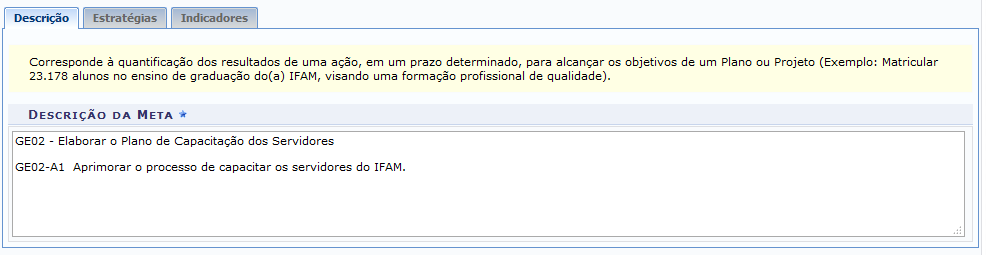 Descrição Estratégias Indicadores
Corresponde à quantificação dos resultados de uma ação, em um prazo determinado, para alcançar os objetivos de um Plano ou Projeto (Exemplo: Matricular
23.178 alunos no ensino de graduação do(a) IFAM, visando uma formação profissional de qualidade).
DESCRIÇÃO DA META
GE02 - Elaborar o Plano de Capacitação dos Servidores
GE02-A1 Aprimorar o processo de capacitar os servidores do IFAM.